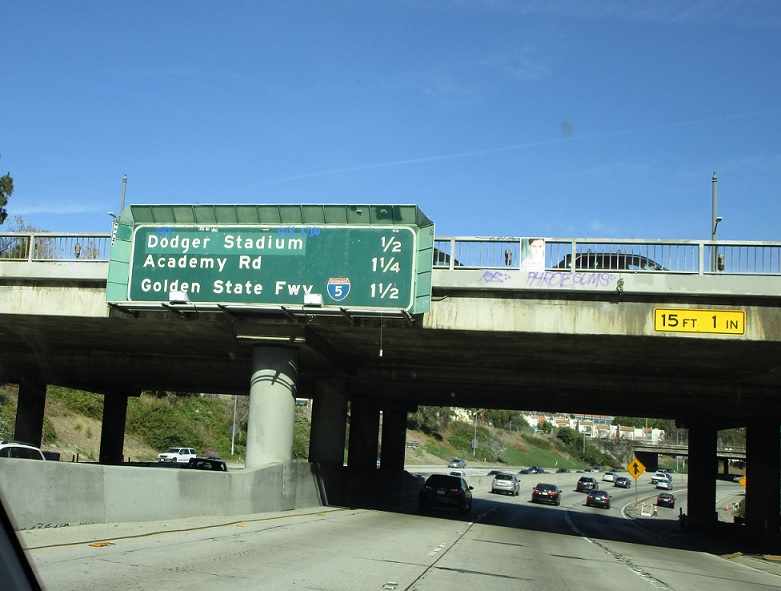 Dodger Stadium 1/2
Academy Rd 1 1/4
Golden State Fwy 5 1 1/2
15 FT 1 IN